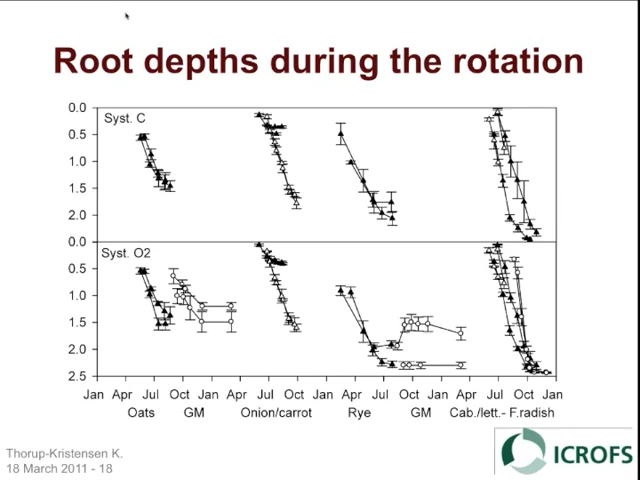 Root depths during the rotation
Syst. C
0.0
0.5
1.0
1.5
2.0
Syst. O2
0.0
0.5
1.0
1.5
2.0
2.5
Jan Apr Jul Oct Jan Apr Jul Oct Jan Apr Jul Oct Jan Apr Jul Oct Jan
Oats GM Onion/carrot Rye GM Cab./lett.- F.radish
Thorup-Kristensen K.
18 March 2011 - 18
ICROFS